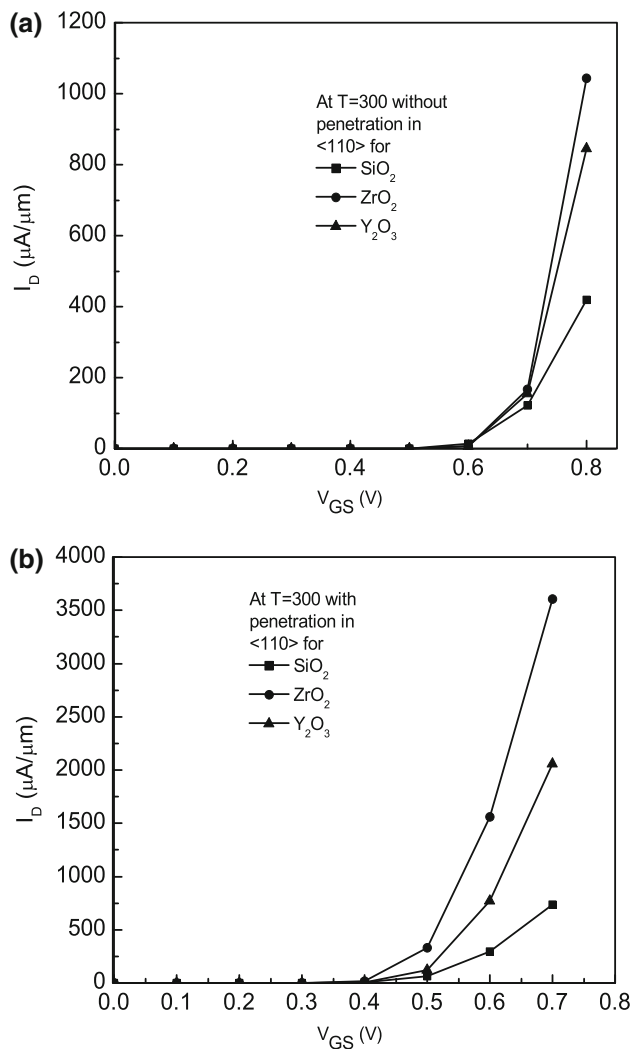 (a)
1200
1000
800
600
400
200
0
I_D (μA/μm)
At T=300 without
penetration in
<110> for
SiO₂
ZrO₂
Y₂O₃
0.0 0.2 0.4 0.6 0.8
V_GS (V)
(b)
4000
3500
3000
2500
2000
1500
1000
500
0
I_D (μA/μm)
At T=300 with
penetration in
<110> for
SiO₂
ZrO₂
Y₂O₃
0.0 0.1 0.2 0.3 0.4 0.5 0.6 0.7 0.8
V_GS (V)